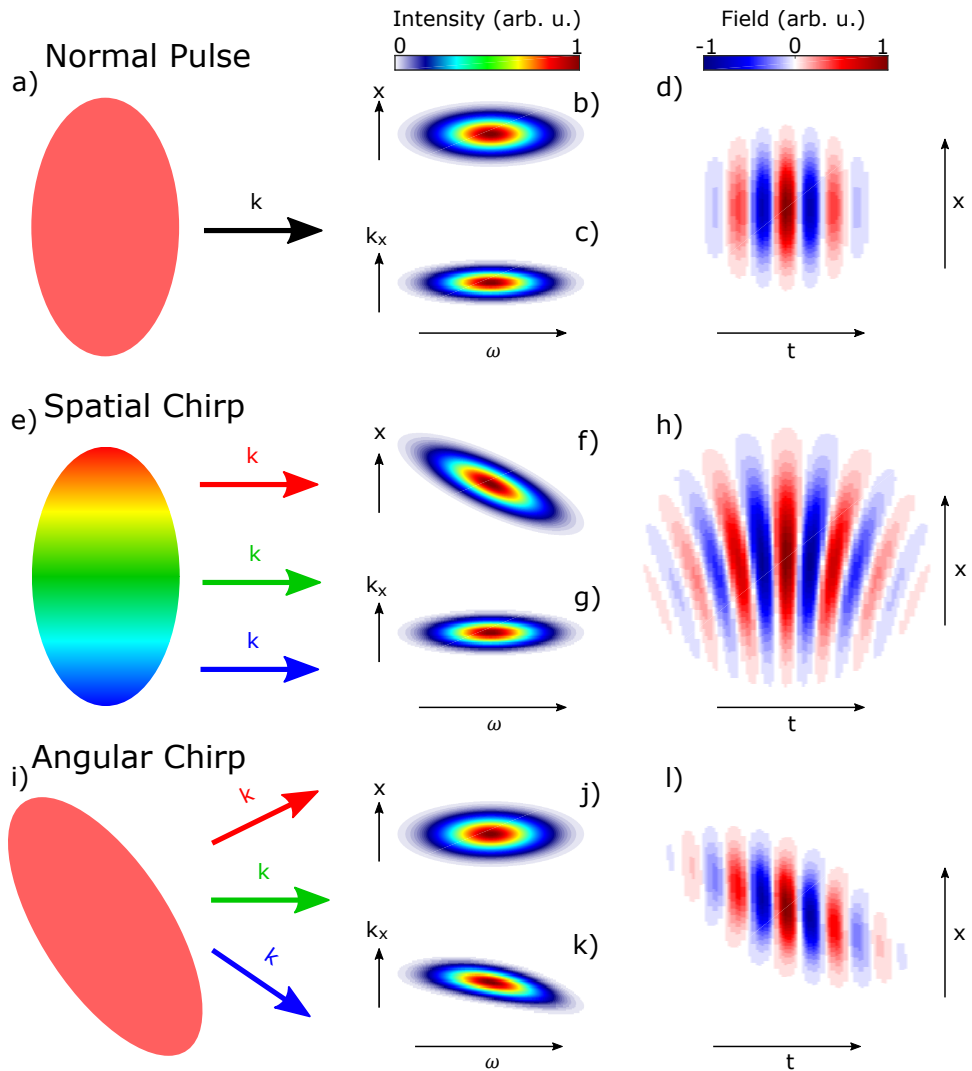 Intensity (arb. u.)
0 1
Field (arb. u.)
-1 0 1
Normal Pulse
a)
k
x
b)
kx
c)
ω
d)
x
t
Spatial Chirp
e)
k
k
k
x
f)
kx
g)
ω
h)
x
t
Angular Chirp
i)
k
k
k
x
j)
kx
k)
ω
l)
x
t